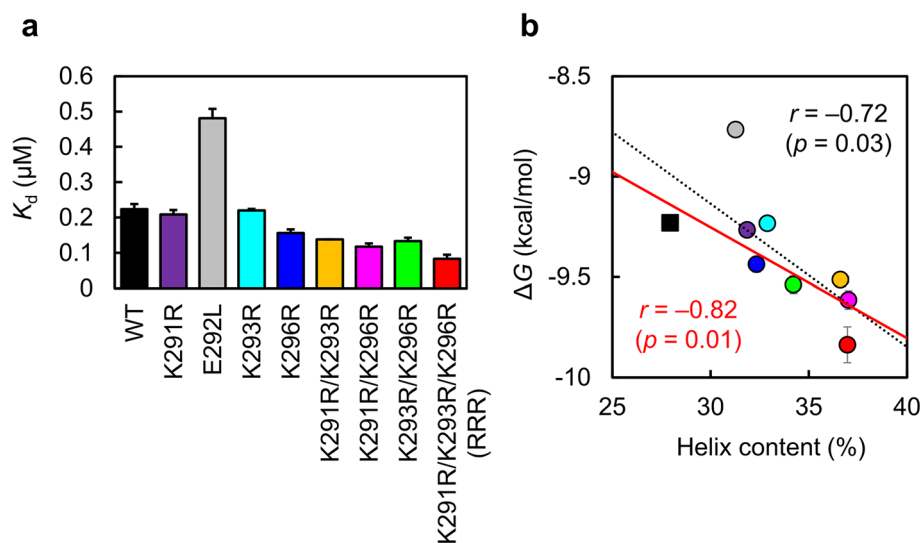 a
0.6
0.5
0.4
0.3
0.2
0.1
0
Kd (μM)
WT
K291R
E292L
K293R
K296R
K291R/K293R
K291R/K296R
K293R/K296R
K291R/K293R/K296R
(RRR)
b
-8.5
-9
-9.5
-10
ΔG (kcal/mol)
r = –0.72
(p = 0.03)
r = –0.82
(p = 0.01)
25
30
35
40
Helix content (%)